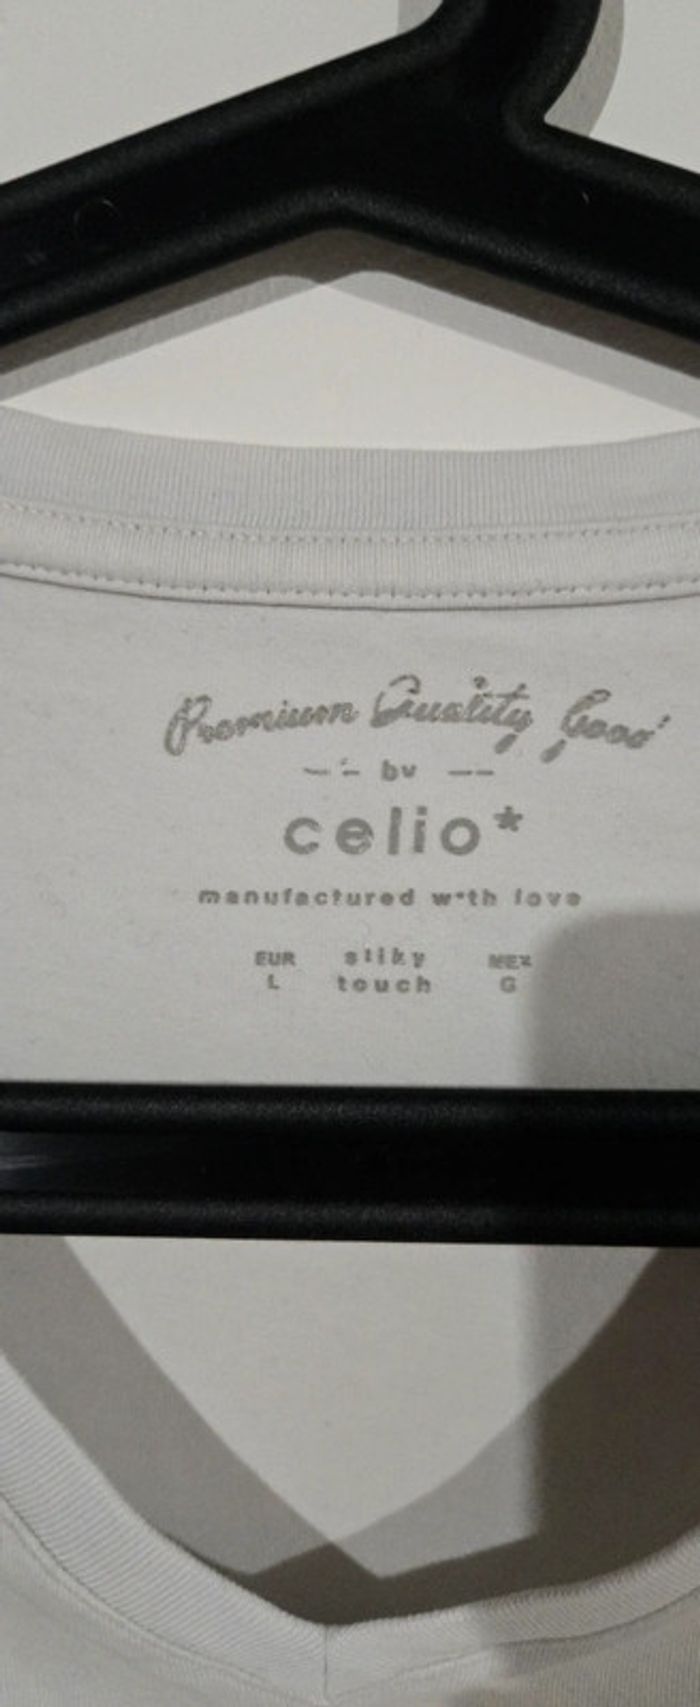 Premium Quality Good
by
celio*
manufactured with love
EUR silky MEX
L touch G